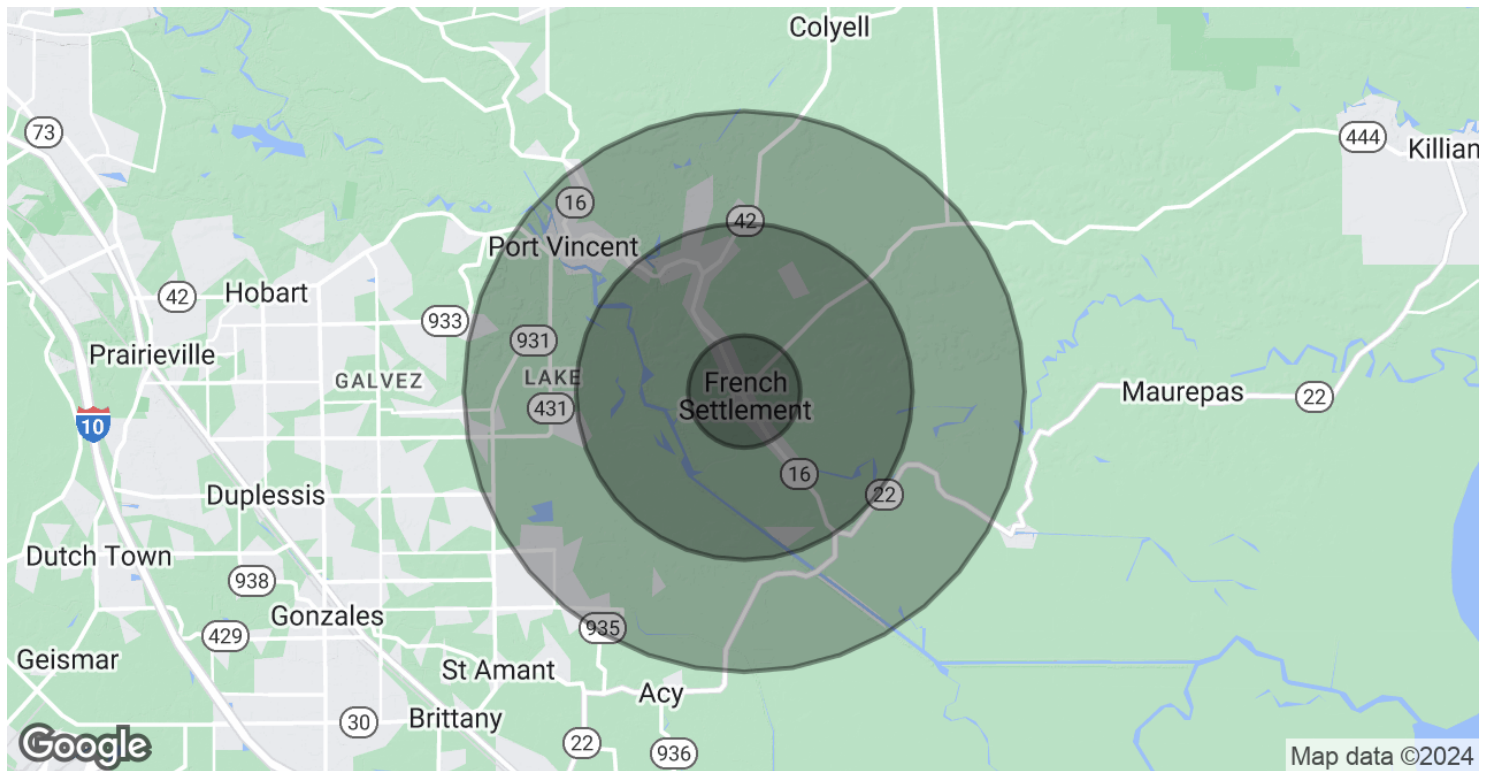 Colyell
73
444
Killian
16
42
Port Vincent
Hobart
42
933
931
Prairieville
GALVEZ
LAKE
French
Settlement
Maurepas
22
431
10
16
22
Duplessis
Dutch Town
938
Gonzales
935
429
Geismar
St Amant
Acy
Brittany
30
22
936
Google
Map data ©2024